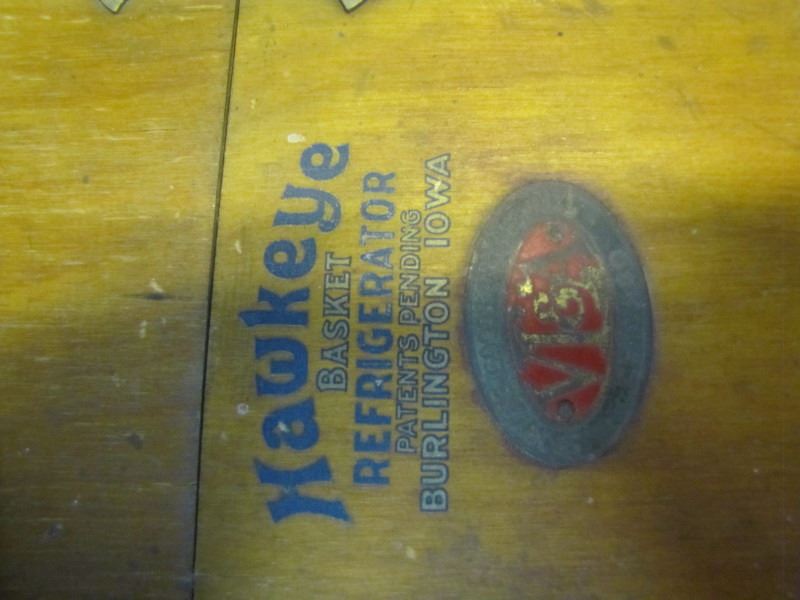 Hawkeye
BASKET
REFRIGERATOR
PATENTS PENDING
BURLINGTON IOWA